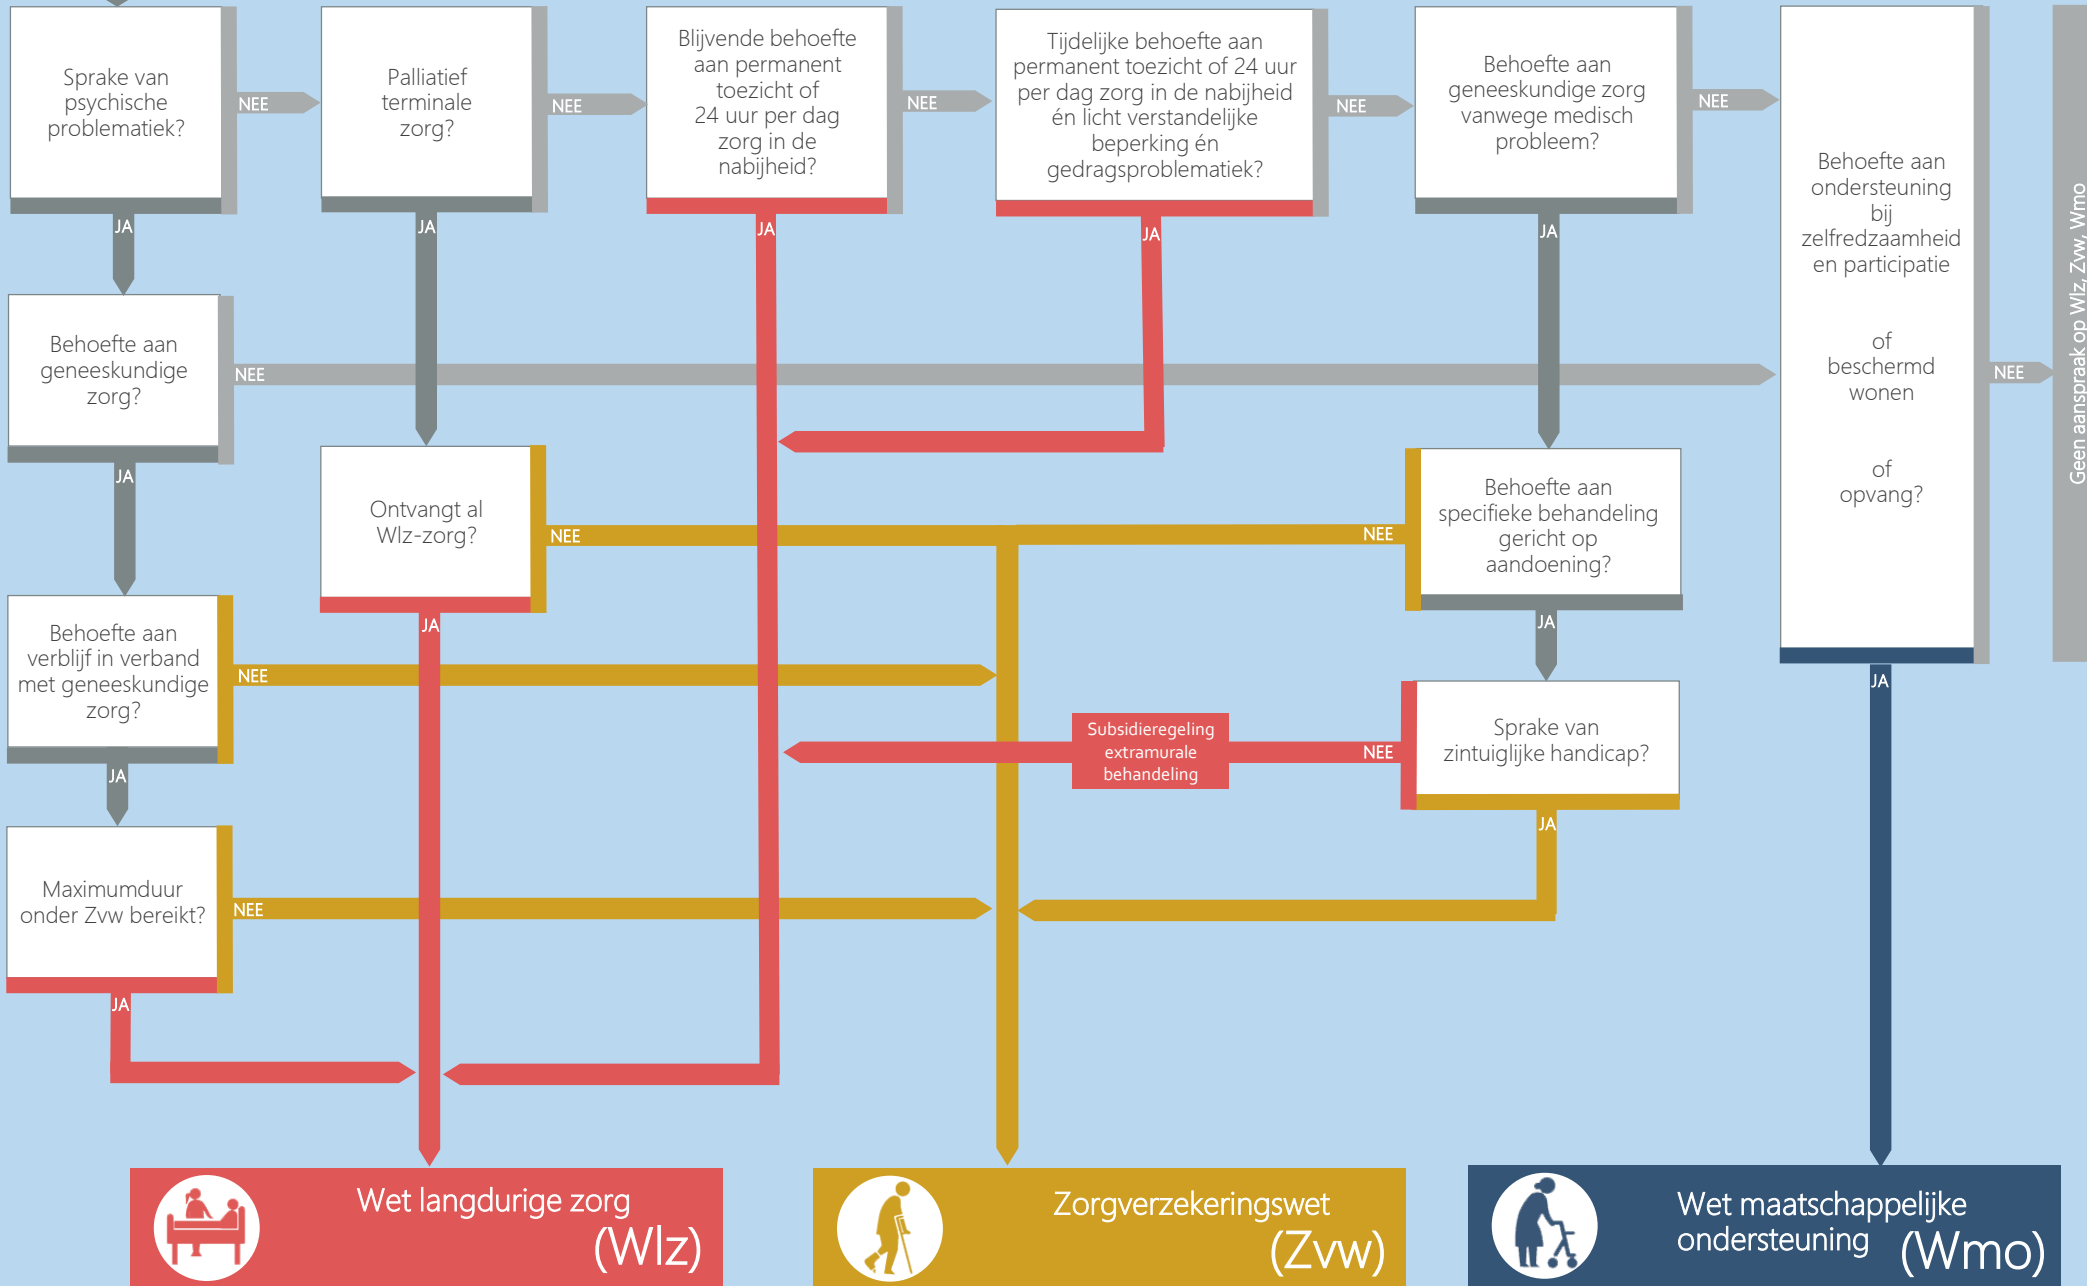 Sprake van
psychische
problematiek?
NEE
JA
Palliatief
terminale
zorg?
NEE
JA
Blijvende behoefte
aan permanent
toezicht of
24 uur per dag
zorg in de
nabijheid?
NEE
JA
Tijdelijke behoefte aan
permanent toezicht of 24 uur
per dag zorg in de nabijheid
én licht verstandelijke
beperking én
gedragsproblematiek?
NEE
JA
Behoefte aan
geneeskundige zorg
vanwege medisch
probleem?
NEE
JA
Behoefte aan
ondersteuning
bij
zelfredzaamheid
en participatie
of
beschermd
wonen
of
opvang?
NEE
JA
Geen aanspraak op Wlz, Zvw, Wmo
Behoefte aan
geneeskundige
zorg?
NEE
JA
Ontvangt al
Wlz-zorg?
NEE
JA
Behoefte aan
specifieke behandeling
gericht op
aandoening?
NEE
JA
Behoefte aan
verblijf in verband
met geneeskundige
zorg?
NEE
JA
Sprake van
zintuiglijke handicap?
NEE
JA
Subsidieregeling
extramurale
behandeling
Maximumduur
onder Zvw bereikt?
NEE
JA
Wet langdurige zorg
(Wlz)
Zorgverzekeringswet
(Zvw)
Wet maatschappelijke
ondersteuning (Wmo)